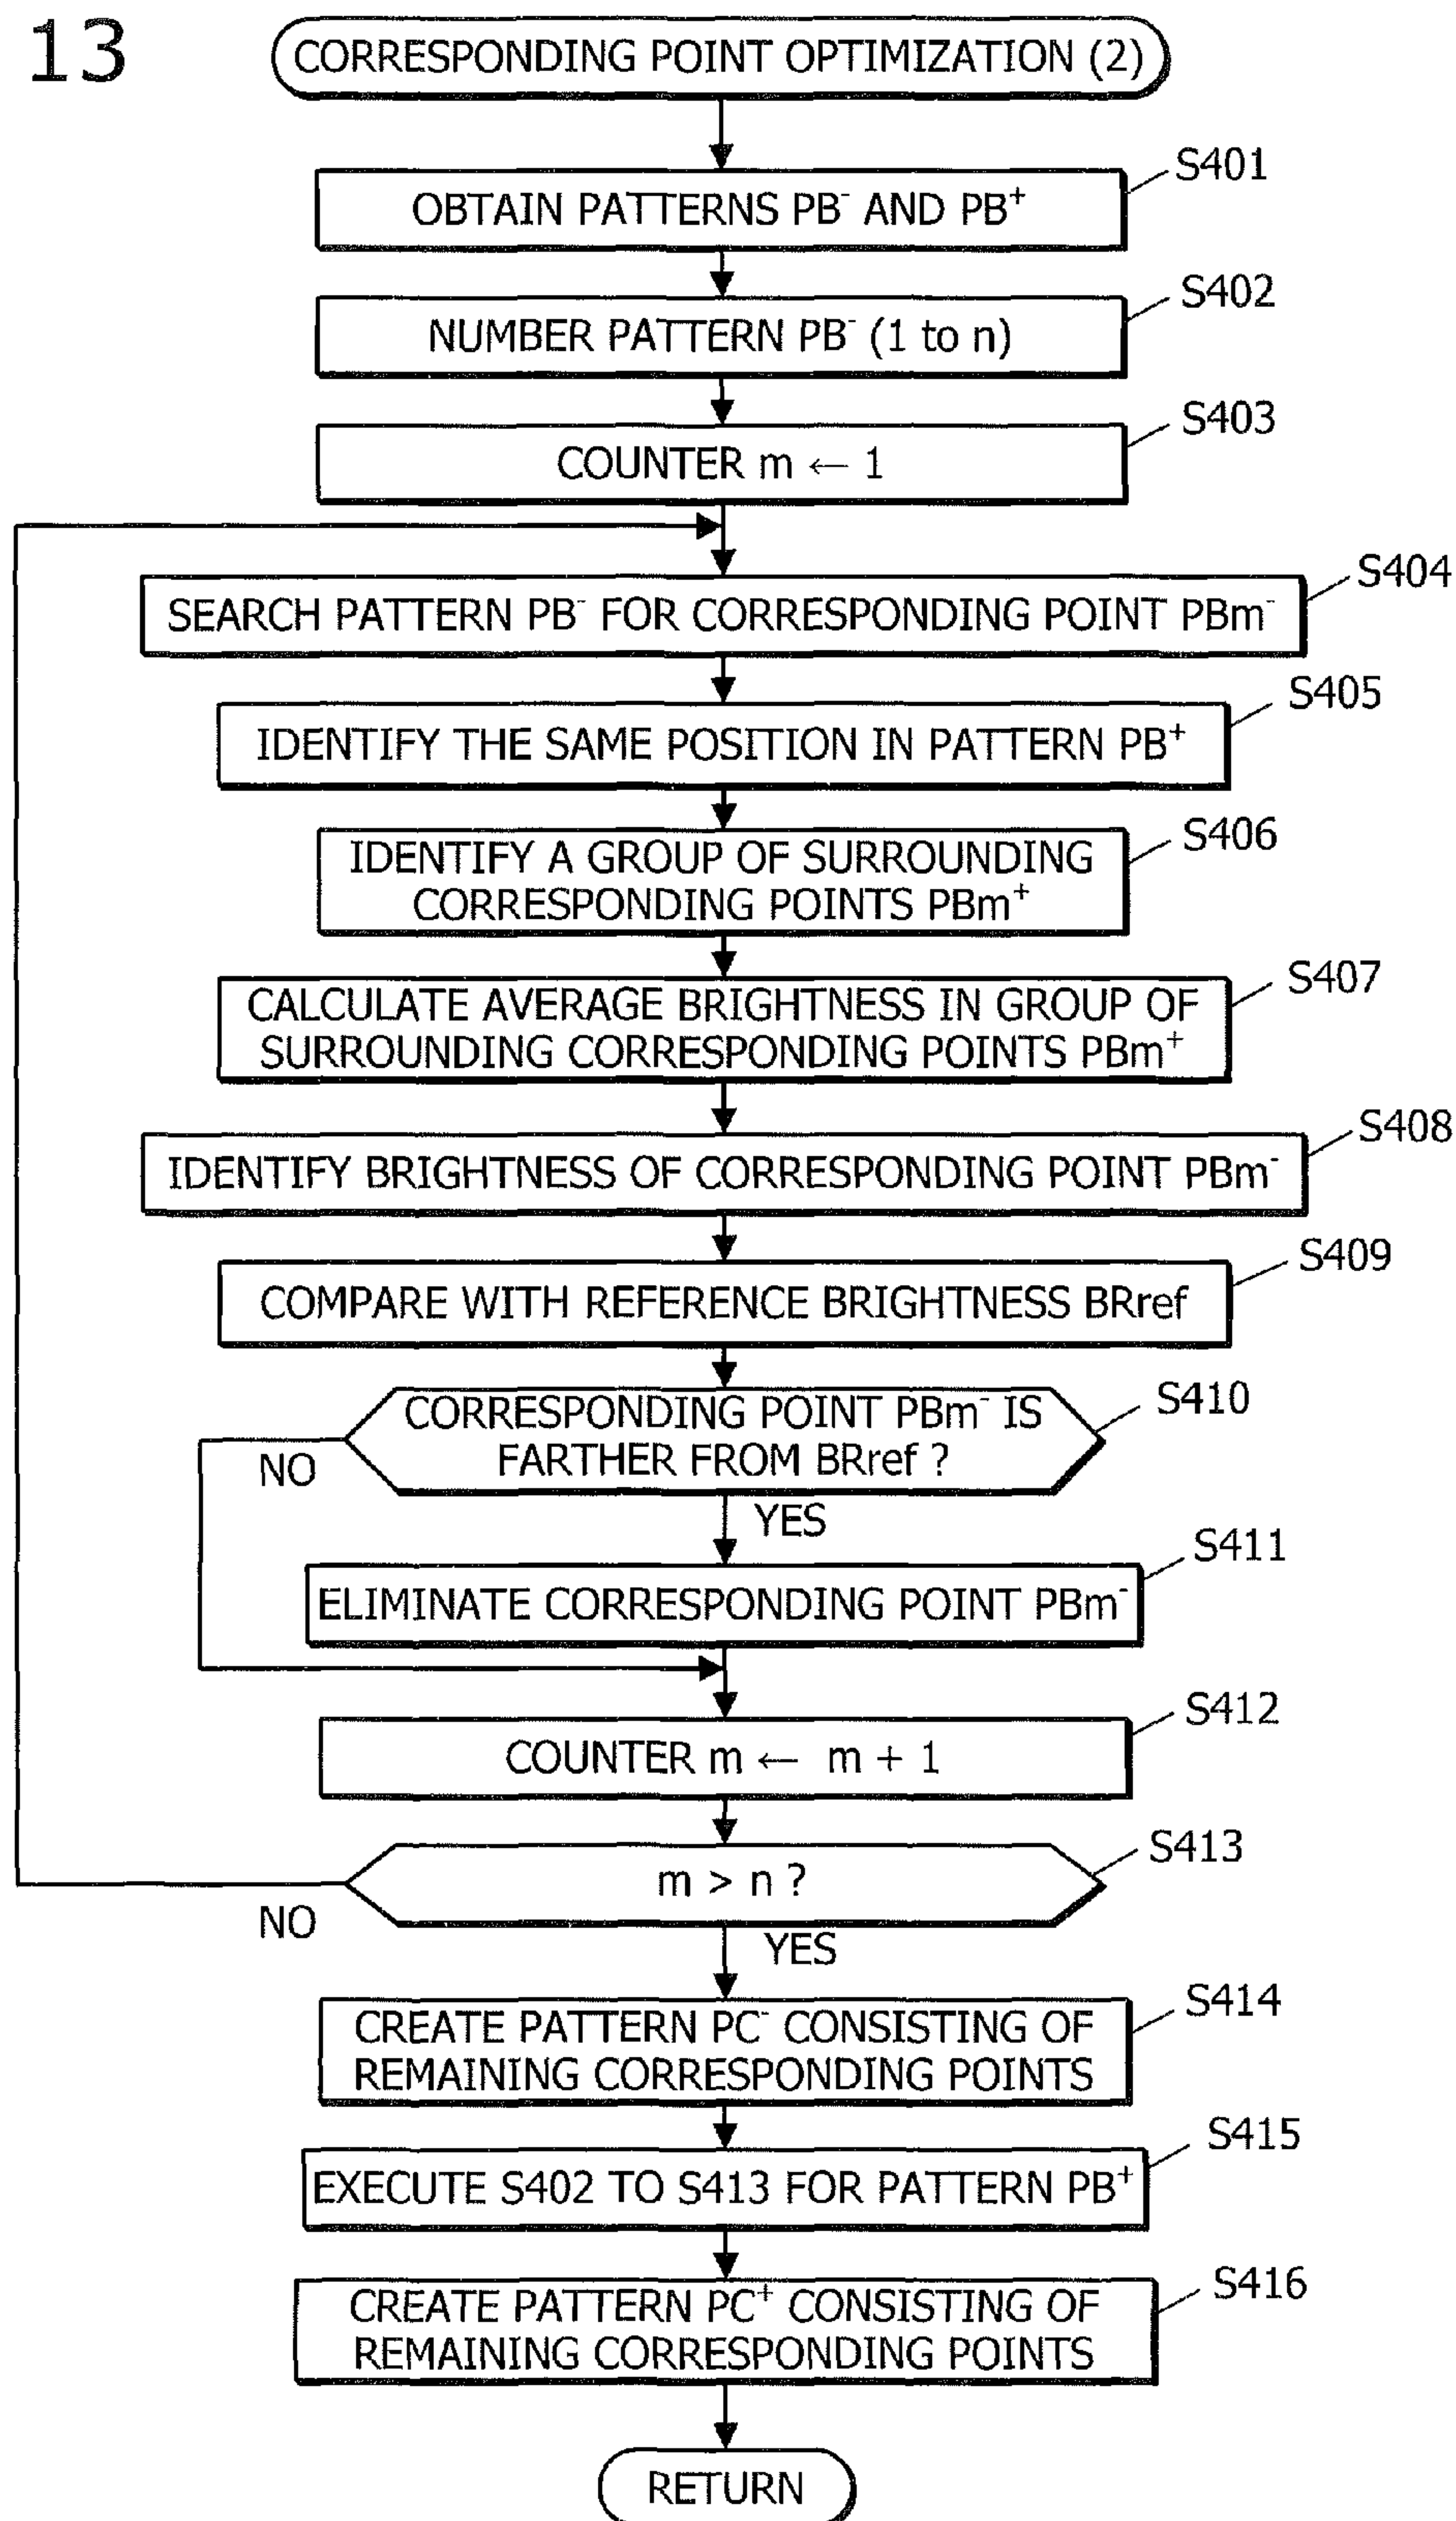 13
CORRESPONDING POINT OPTIMIZATION (2)
S401
OBTAIN PATTERNS PB⁻ AND PB⁺
S402
NUMBER PATTERN PB⁻ (1 to n)
S403
COUNTER m ← 1
S404
SEARCH PATTERN PB⁻ FOR CORRESPONDING POINT PBm⁻
S405
IDENTIFY THE SAME POSITION IN PATTERN PB⁺
S406
IDENTIFY A GROUP OF SURROUNDING
CORRESPONDING POINTS PBm⁺
S407
CALCULATE AVERAGE BRIGHTNESS IN GROUP OF
SURROUNDING CORRESPONDING POINTS PBm⁺
S408
IDENTIFY BRIGHTNESS OF CORRESPONDING POINT PBm⁻
S409
COMPARE WITH REFERENCE BRIGHTNESS BRref
S410
CORRESPONDING POINT PBm⁻ IS
FARTHER FROM BRref ?
NO
YES
S411
ELIMINATE CORRESPONDING POINT PBm⁻
S412
COUNTER m ← m + 1
S413
m > n ?
NO
YES
S414
CREATE PATTERN PC⁻ CONSISTING OF
REMAINING CORRESPONDING POINTS
S415
EXECUTE S402 TO S413 FOR PATTERN PB⁺
S416
CREATE PATTERN PC⁺ CONSISTING OF
REMAINING CORRESPONDING POINTS
RETURN